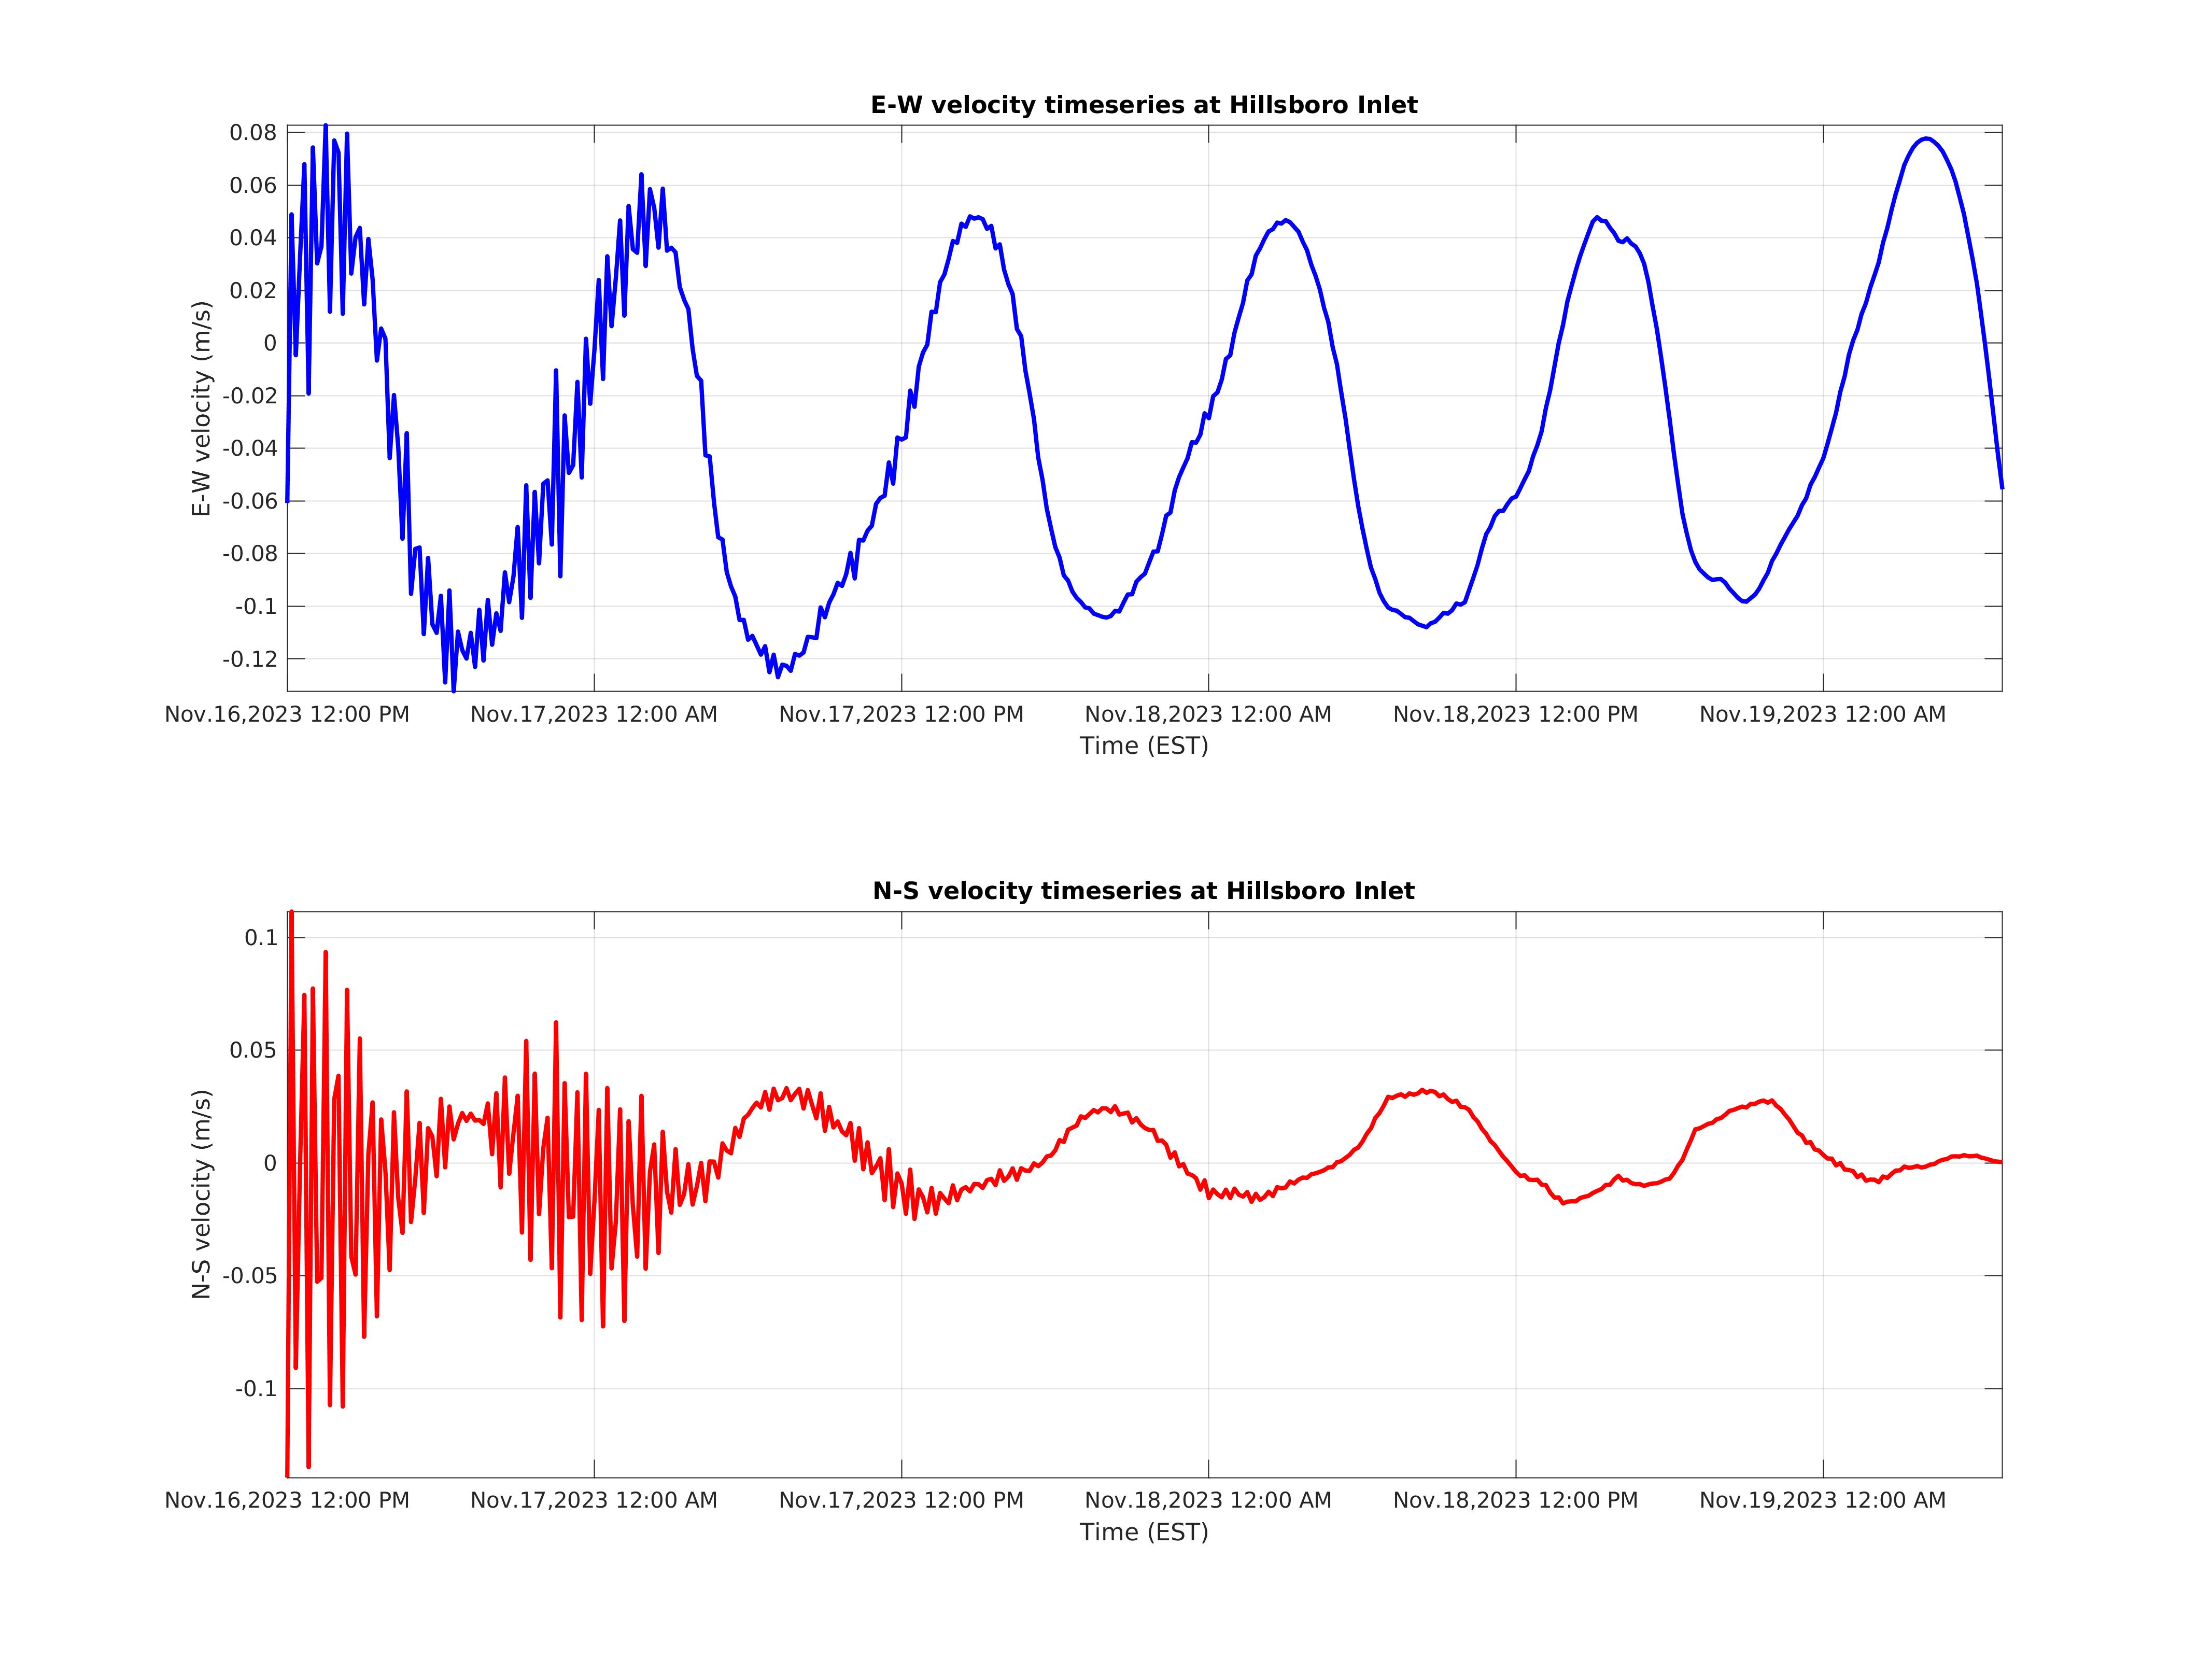 E-W velocity timeseries at Hillsboro Inlet
0.08
0.06
0.04
0.02
0
-0.02
-0.04
-0.06
-0.08
-0.1
-0.12
E-W velocity (m/s)
Nov.16,2023 12:00 PM Nov.17,2023 12:00 AM Nov.17,2023 12:00 PM Nov.18,2023 12:00 AM Nov.18,2023 12:00 PM Nov.19,2023 12:00 AM
Time (EST)
N-S velocity timeseries at Hillsboro Inlet
0.1
0.05
0
-0.05
-0.1
N-S velocity (m/s)
Nov.16,2023 12:00 PM Nov.17,2023 12:00 AM Nov.17,2023 12:00 PM Nov.18,2023 12:00 AM Nov.18,2023 12:00 PM Nov.19,2023 12:00 AM
Time (EST)